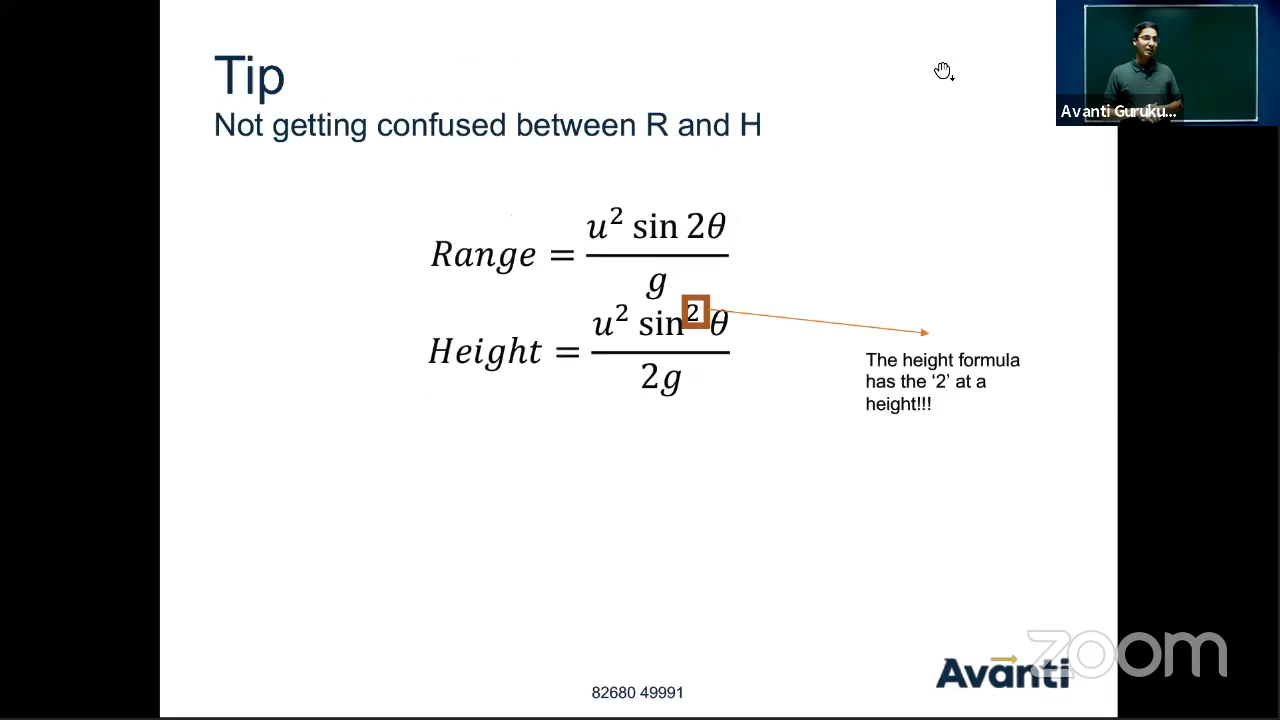 Tip
Not getting confused between R and H
Avanti Guruku...
Range = u² sin 2θ / g
Height = u² sin² θ / 2g
The height formula
has the ‘2’ at a
height!!!
zoom
Avanti
82680 49991